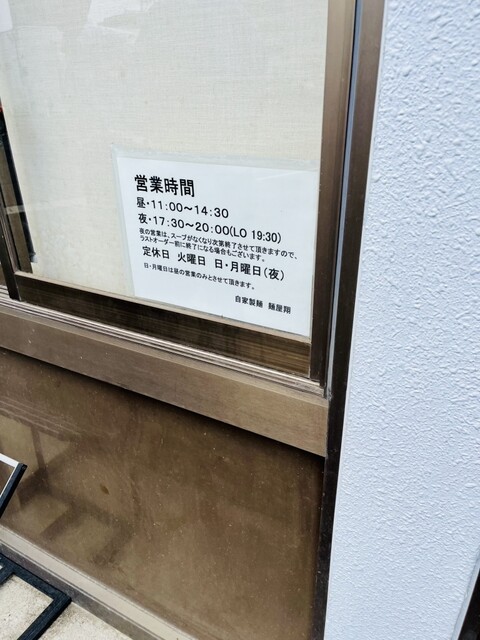 営業時間
昼・11:00～14:30
夜・17:30～20:00(LO 19:30)
夜の営業は、スープがなくなり次第終了させて頂きますので、
ラストオーダー前に終了になる場合もございます。
定休日 火曜日 日・月曜日(夜)
日・月曜日は昼の営業のみとさせて頂きます。
自家製麺 麺屋翔